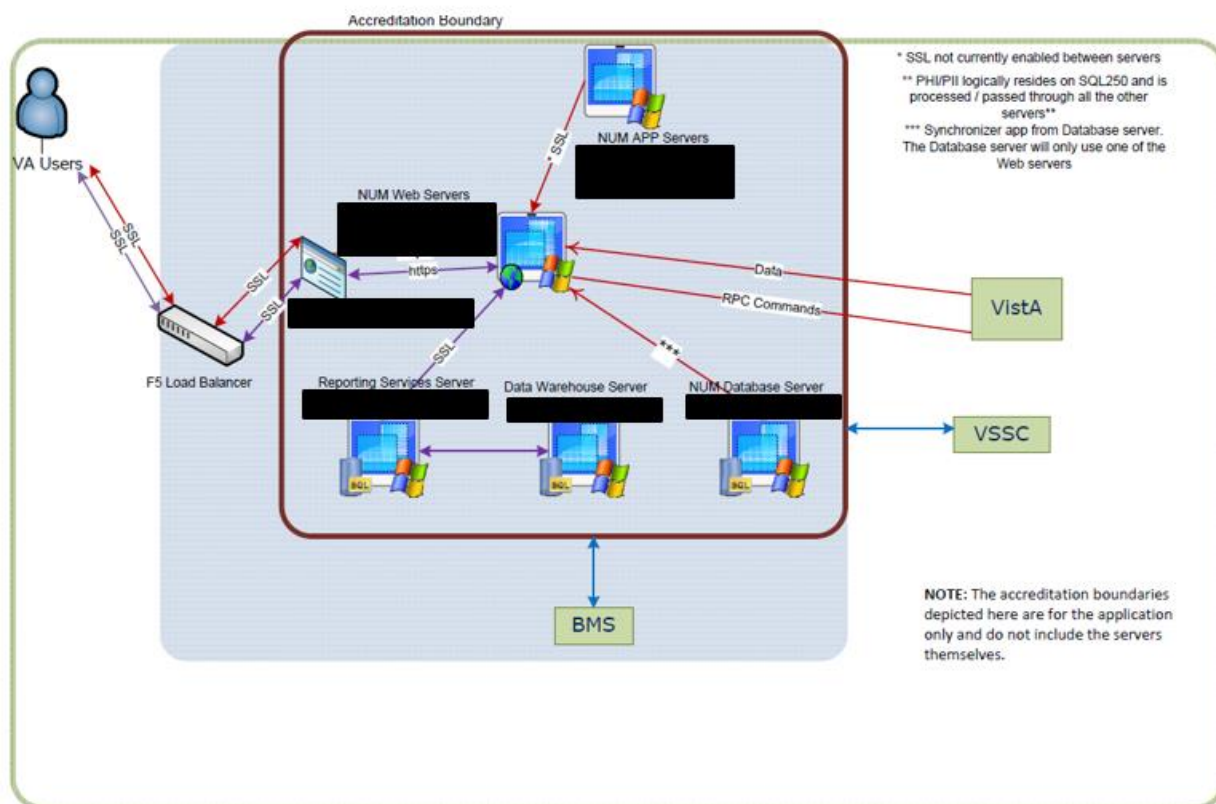 Accreditation Boundary
* SSL not currently enabled between servers
** PHI/PII logically resides on SQL250 and is
processed / passed through all the other
servers**
*** Synchronizer app from Database server.
The Database server will only use one of the
Web servers
VA Users
NUM APP Servers
* SSL
NUM Web Servers
SSL
SSL
https
SSL
SSL
Data
RPC Commands
VistA
SSL
***
F5 Load Balancer
Reporting Services Server
Data Warehouse Server
NUM Database Server
VSSC
SQL
SQL
SQL
BMS
NOTE: The accreditation boundaries
depicted here are for the application
only and do not include the servers
themselves.